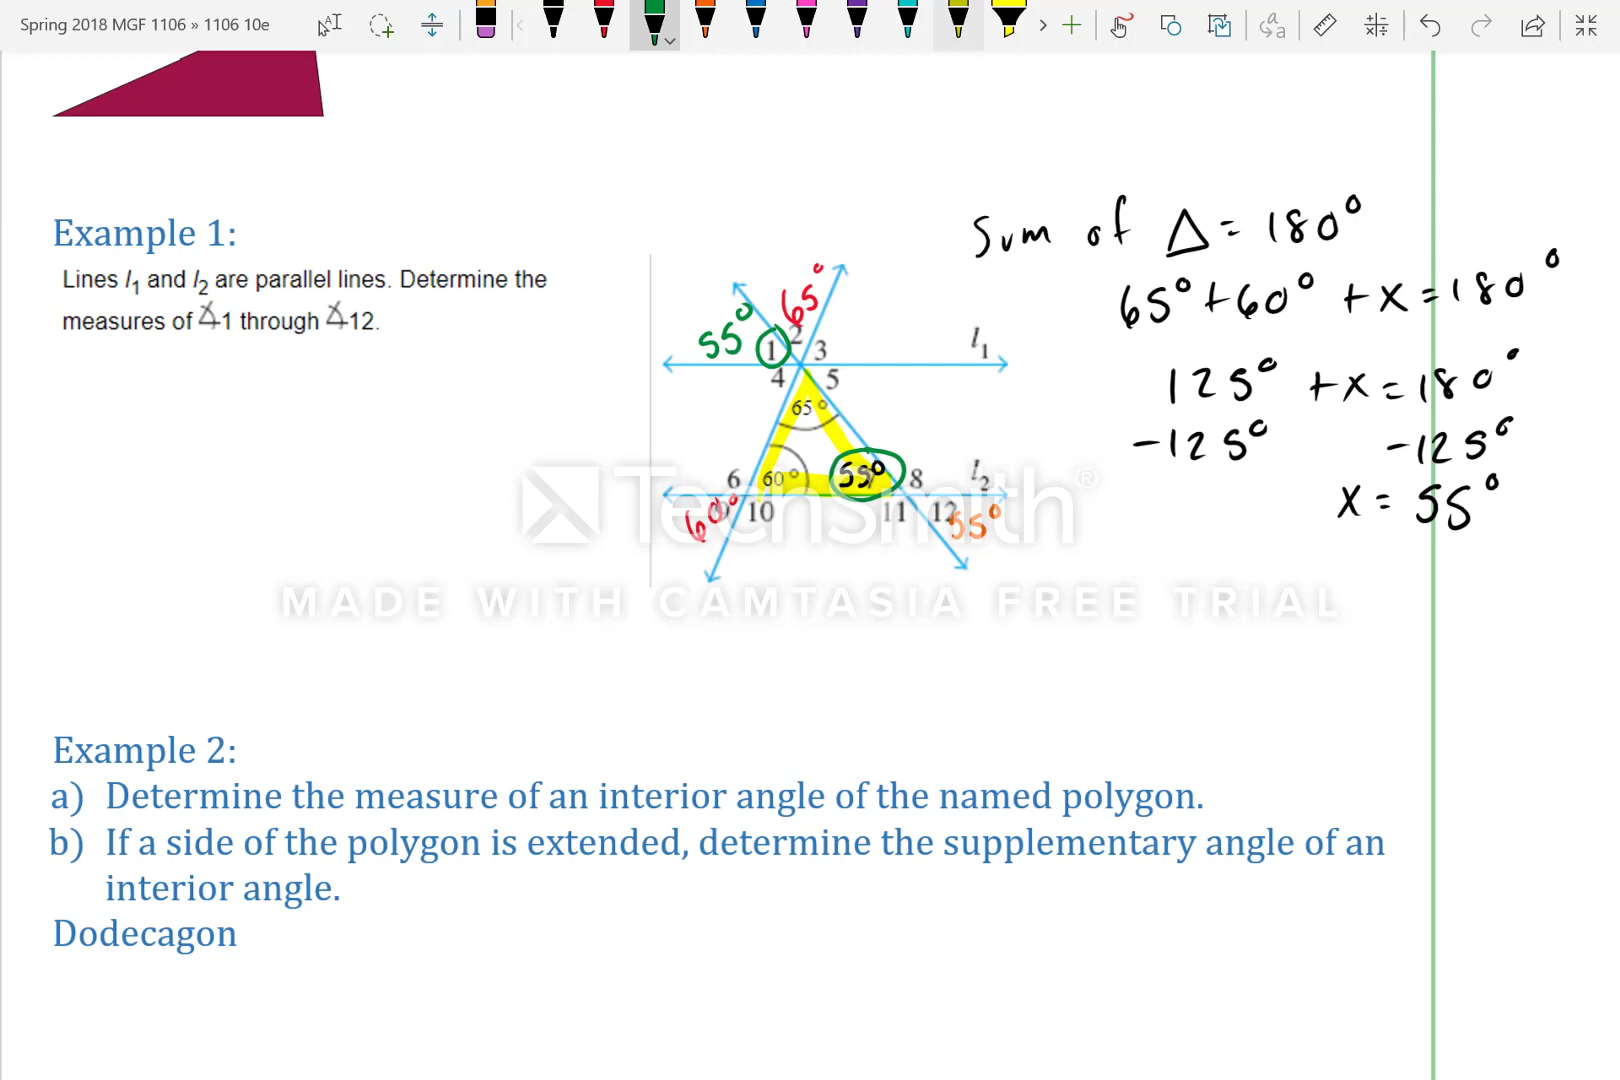 Spring 2018 MGF 1106 » 1106 10e
Example 1:
Lines l1 and l2 are parallel lines. Determine the
measures of ∡1 through ∡12.
Sum of △ = 180°
65° + 60° + x = 180°
125° + x = 180°
-125° -125°
x = 55°
65°
55° 1 2 3 l1
4 5
65°
6 60° 55° 8 l2
60° 10 11 12 55°
TechSmith®
MADE WITH CAMTASIA FREE TRIAL
Example 2:
a) Determine the measure of an interior angle of the named polygon.
b) If a side of the polygon is extended, determine the supplementary angle of an
interior angle.
Dodecagon